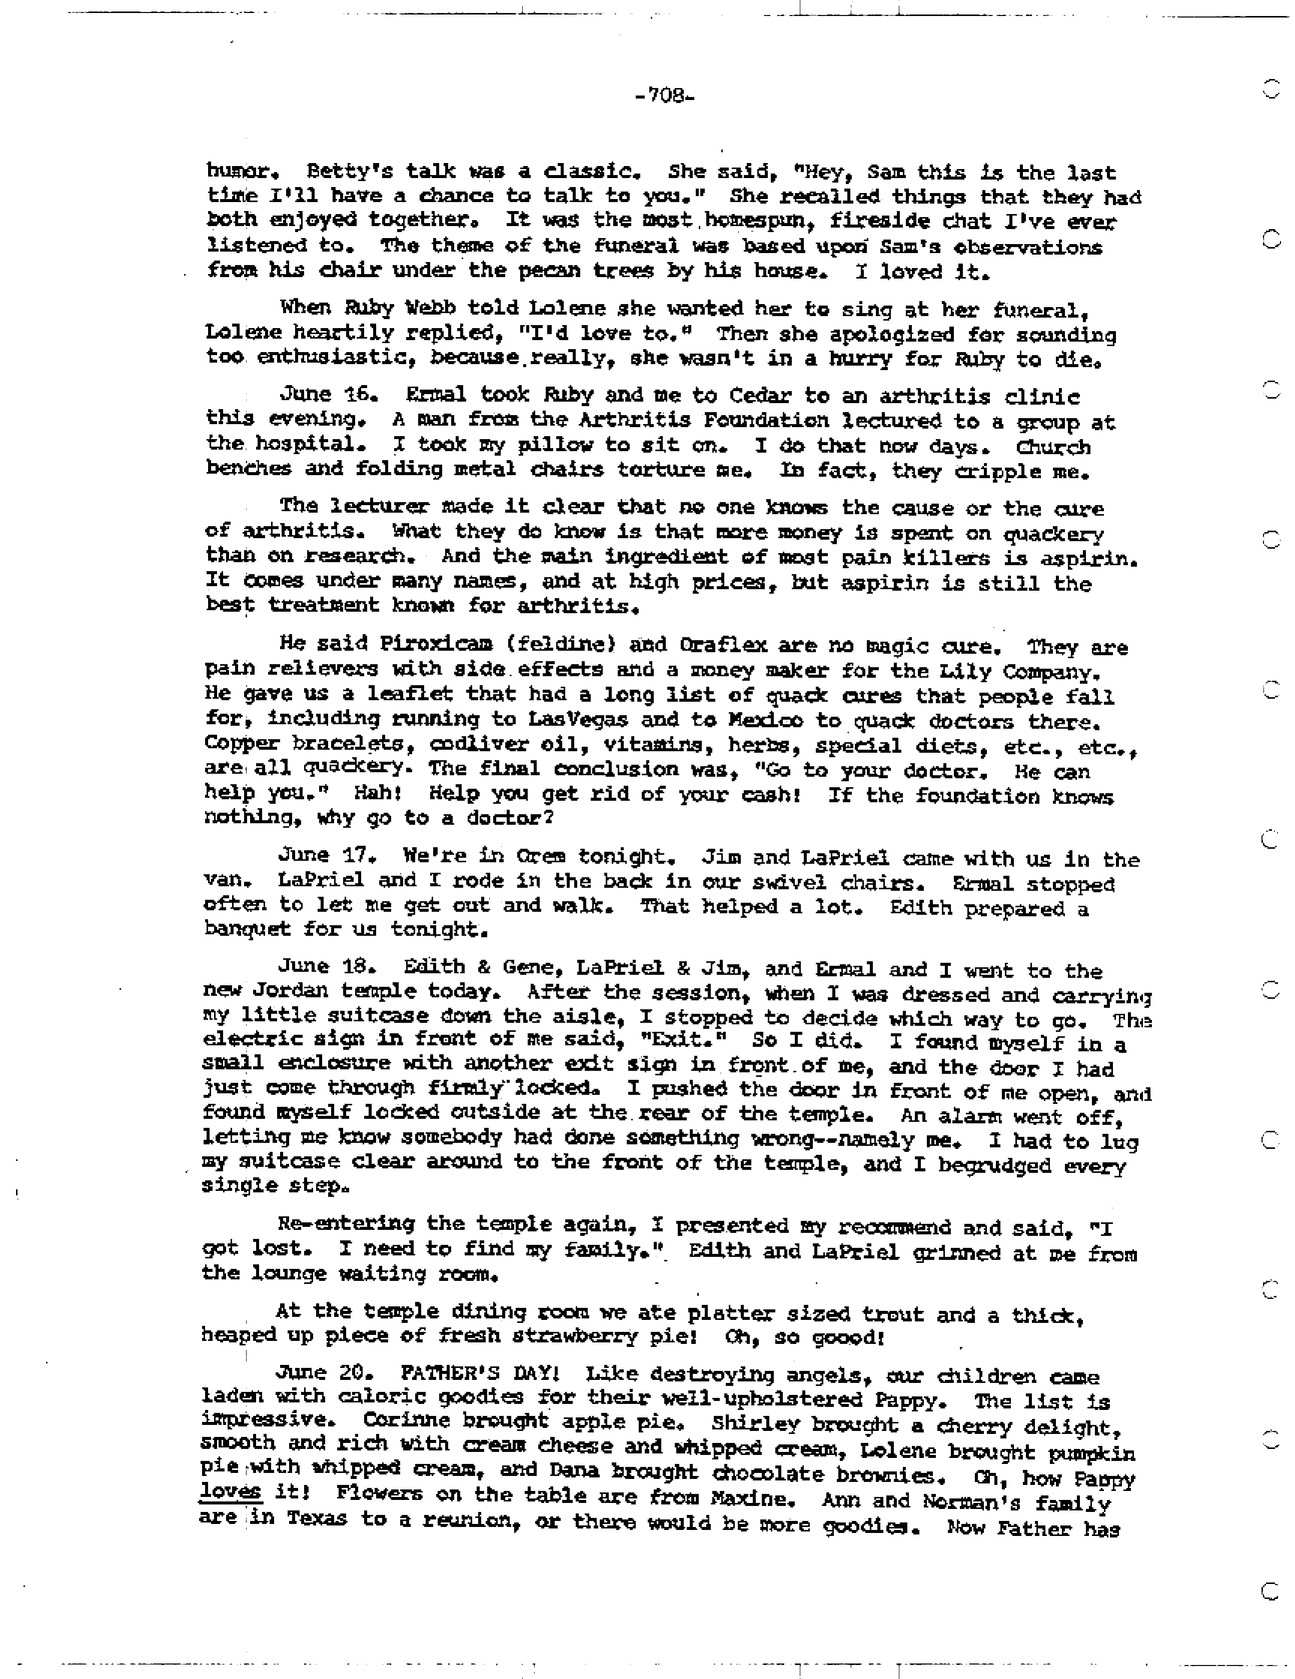 -708-
humor. Betty's talk was a classic. She said, "Hey, Sam this is the last
time I'll have a chance to talk to you." She recalled things that they had
both enjoyed together. It was the most homespun, fireside chat I've ever
listened to. The theme of the funeral was based upon Sam's observations
from his chair under the pecan trees by his house. I loved it.
When Ruby Webb told Lolene she wanted her to sing at her funeral,
Lolene heartily replied, "I'd love to." Then she apologized for sounding
too enthusiastic, because really, she wasn't in a hurry for Ruby to die.
June 16. Ermal took Ruby and me to Cedar to an arthritis clinic
this evening. A man from the Arthritis Foundation lectured to a group at
the hospital. I took my pillow to sit on. I do that now days. Church
benches and folding metal chairs torture me. In fact, they cripple me.
The lecturer made it clear that no one knows the cause or the cure
of arthritis. What they do know is that more money is spent on quackery
than on research. And the main ingredient of most pain killers is aspirin.
It comes under many names, and at high prices, but aspirin is still the
best treatment known for arthritis.
He said Piroxicam (feldine) and Oraflex are no magic cure. They are
pain relievers with side effects and a money maker for the Lily Company.
He gave us a leaflet that had a long list of quack cures that people fall
for, including running to LasVegas and to Mexico to quack doctors there.
Copper bracelets, codliver oil, vitamins, herbs, special diets, etc., etc.,
are all quackery. The final conclusion was, "Go to your doctor. He can
help you." Hah! Help you get rid of your cash! If the foundation knows
nothing, why go to a doctor?
June 17. We're in Orem tonight. Jim and LaPriel came with us in the
van. LaPriel and I rode in the back in our swivel chairs. Ermal stopped
often to let me get out and walk. That helped a lot. Edith prepared a
banquet for us tonight.
June 18. Edith & Gene, LaPriel & Jim, and Ermal and I went to the
new Jordan temple today. After the session, when I was dressed and carrying
my little suitcase down the aisle, I stopped to decide which way to go. The
electric sign in front of me said, "Exit." So I did. I found myself in a
small enclosure with another exit sign in front of me, and the door I had
just come through firmly locked. I pushed the door in front of me open, and
found myself locked outside at the rear of the temple. An alarm went off,
letting me know somebody had done something wrong--namely me. I had to lug
my suitcase clear around to the front of the temple, and I begrudged every
single step.
Re-entering the temple again, I presented my recommend and said, "I
got lost. I need to find my family." Edith and LaPriel grinned at me from
the lounge waiting room.
At the temple dining room we ate platter sized trout and a thick,
heaped up piece of fresh strawberry pie! Oh, so goood!
June 20. FATHER'S DAY! Like destroying angels, our children came
laden with caloric goodies for their well-upholstered Pappy. The list is
impressive. Corinne brought apple pie. Shirley brought a cherry delight,
smooth and rich with cream cheese and whipped cream, Lolene brought pumpkin
pie with whipped cream, and Dana brought chocolate brownies. Oh, how Pappy
loves it! Flowers on the table are from Maxine. Ann and Norman's family
are in Texas to a reunion, or there would be more goodies. Now Father has